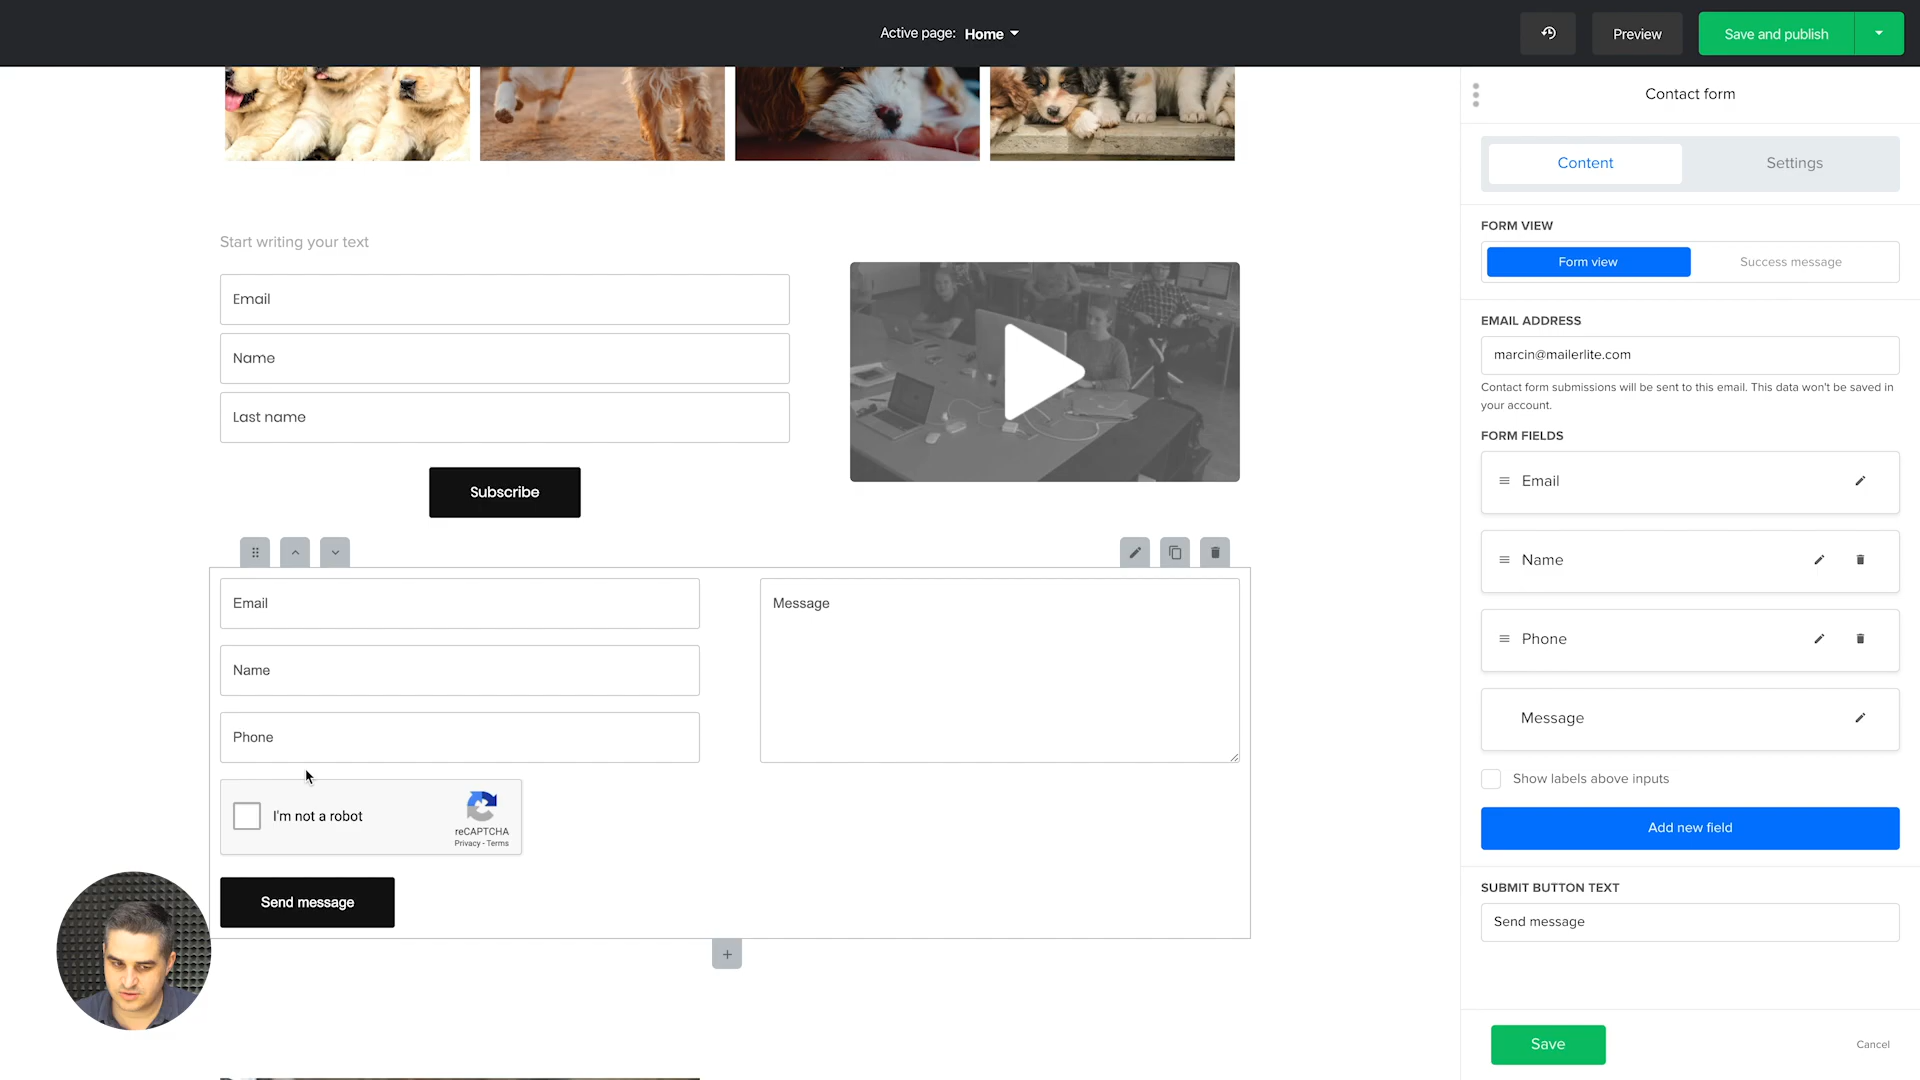 Active page: Home
Preview
Save and publish
Contact form
Content
Settings
Start writing your text
Email
Name
Last name
Subscribe
Email
Name
Phone
Message
I'm not a robot
reCAPTCHA
Privacy - Terms
Send message
FORM VIEW
Form view
Success message
EMAIL ADDRESS
marcin@mailerlite.com
Contact form submissions will be sent to this email. This data won't be saved in
your account.
FORM FIELDS
Email
Name
Phone
Message
Show labels above inputs
Add new field
SUBMIT BUTTON TEXT
Send message
Save
Cancel